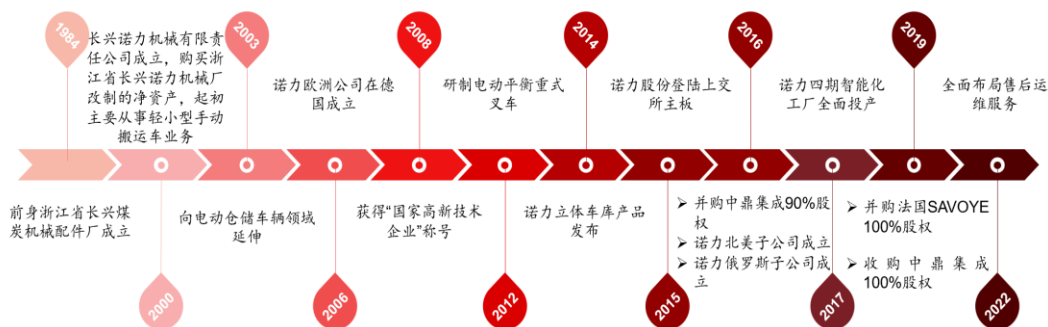 1984
2003
2008
2014
2016
2019
长兴诺力机械有限责
任公司成立，购买浙
江省长兴诺力机械厂
改制的净资产，起初
主要从事轻小型手动
搬运车业务
诺力欧洲公司在德
国成立
研制电动平衡重式
叉车
诺力股份登陆上交
所主板
诺力四期智能化
工厂全面投产
全面布局售后运
维服务
前身浙江省长兴煤
炭机械配件厂成立
向电动仓储车辆领域
延伸
获得“国家高新技术
企业”称号
诺力立体车库产品
发布
➢ 并购中鼎集成90%股
权
➢ 诺力北美子公司成立
➢ 诺力俄罗斯子公司成
立
➢ 并购法国SAVOYE
100%股权
➢ 收购中鼎集成
100%股权
2000
2006
2012
2015
2017
2022